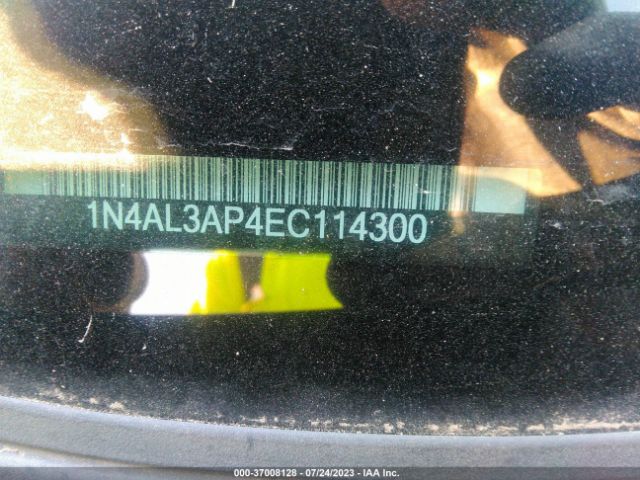 1N4AL3AP4EC114300
000-37008128 - 07/24/2023 - IAA Inc.